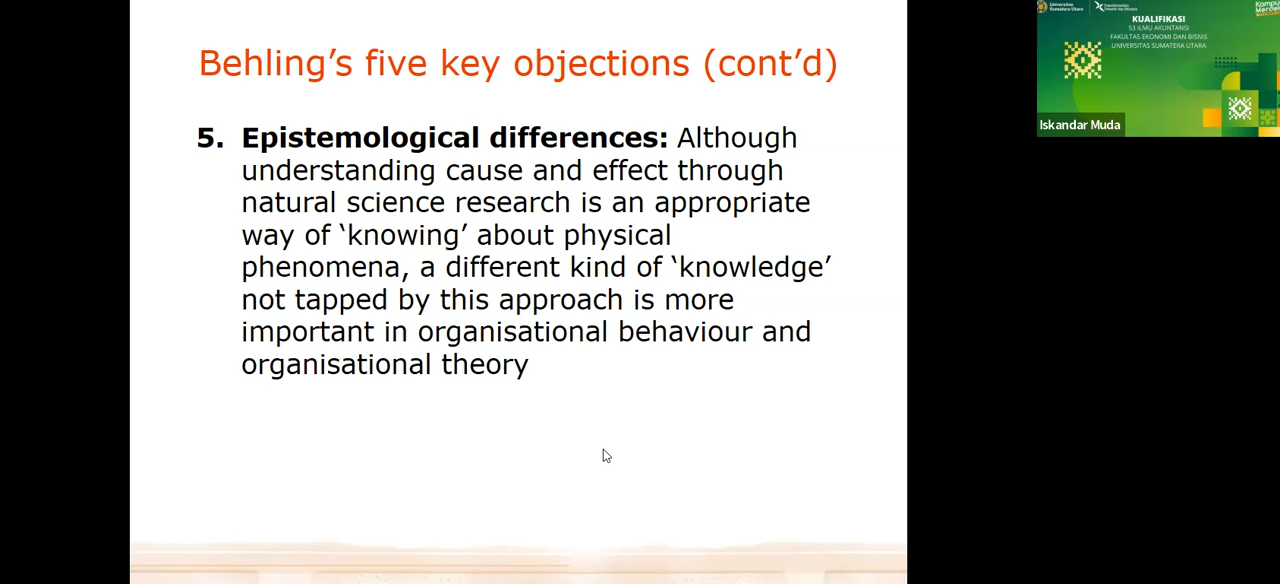 Behling’s five key objections (cont’d)
5. Epistemological differences: Although
understanding cause and effect through
natural science research is an appropriate
way of ‘knowing’ about physical
phenomena, a different kind of ‘knowledge’
not tapped by this approach is more
important in organisational behaviour and
organisational theory
Universitas
Sumatera Utara
KUALIFIKASI
S3 ILMU AKUNTANSI
FAKULTAS EKONOMI DAN BISNIS
UNIVERSITAS SUMATERA UTARA
Iskandar Muda